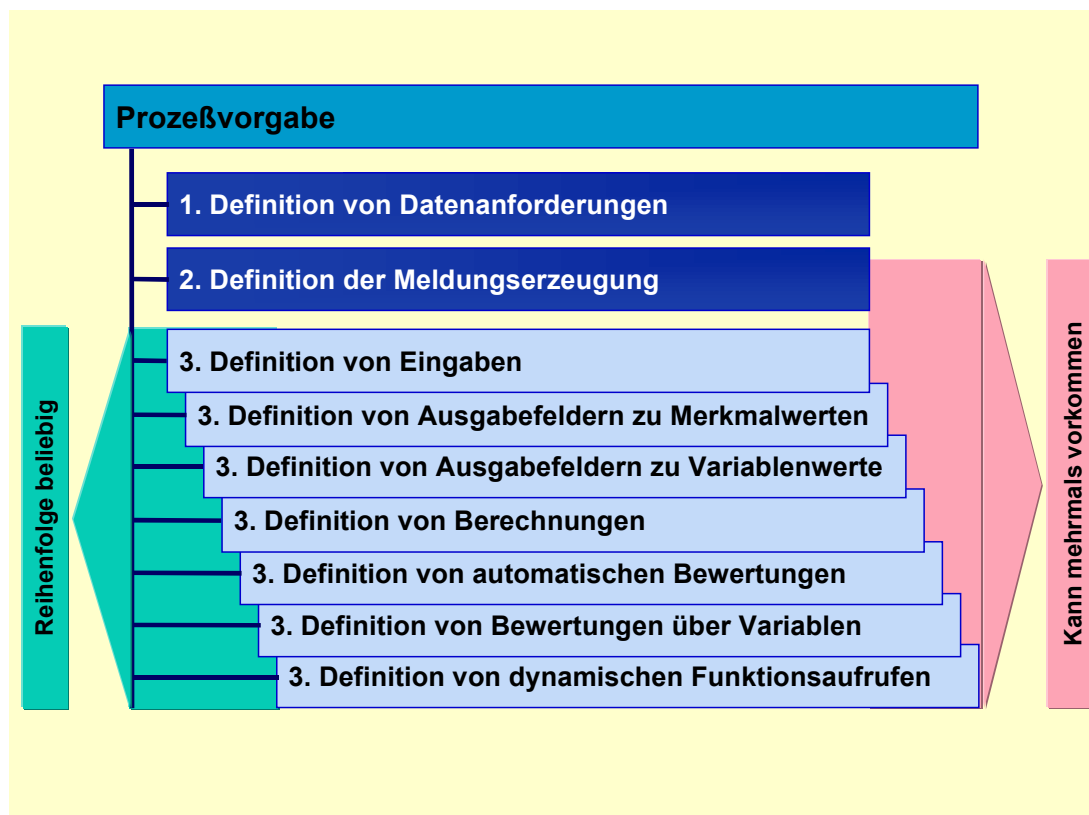 Prozeßvorgabe
1. Definition von Datenanforderungen
2. Definition der Meldungserzeugung
3. Definition von Eingaben
3. Definition von Ausgabefeldern zu Merkmalwerten
3. Definition von Ausgabefeldern zu Variablenwerte
3. Definition von Berechnungen
3. Definition von automatischen Bewertungen
3. Definition von Bewertungen über Variablen
3. Definition von dynamischen Funktionsaufrufen
Reihenfolge beliebig
Kann mehrmals vorkommen